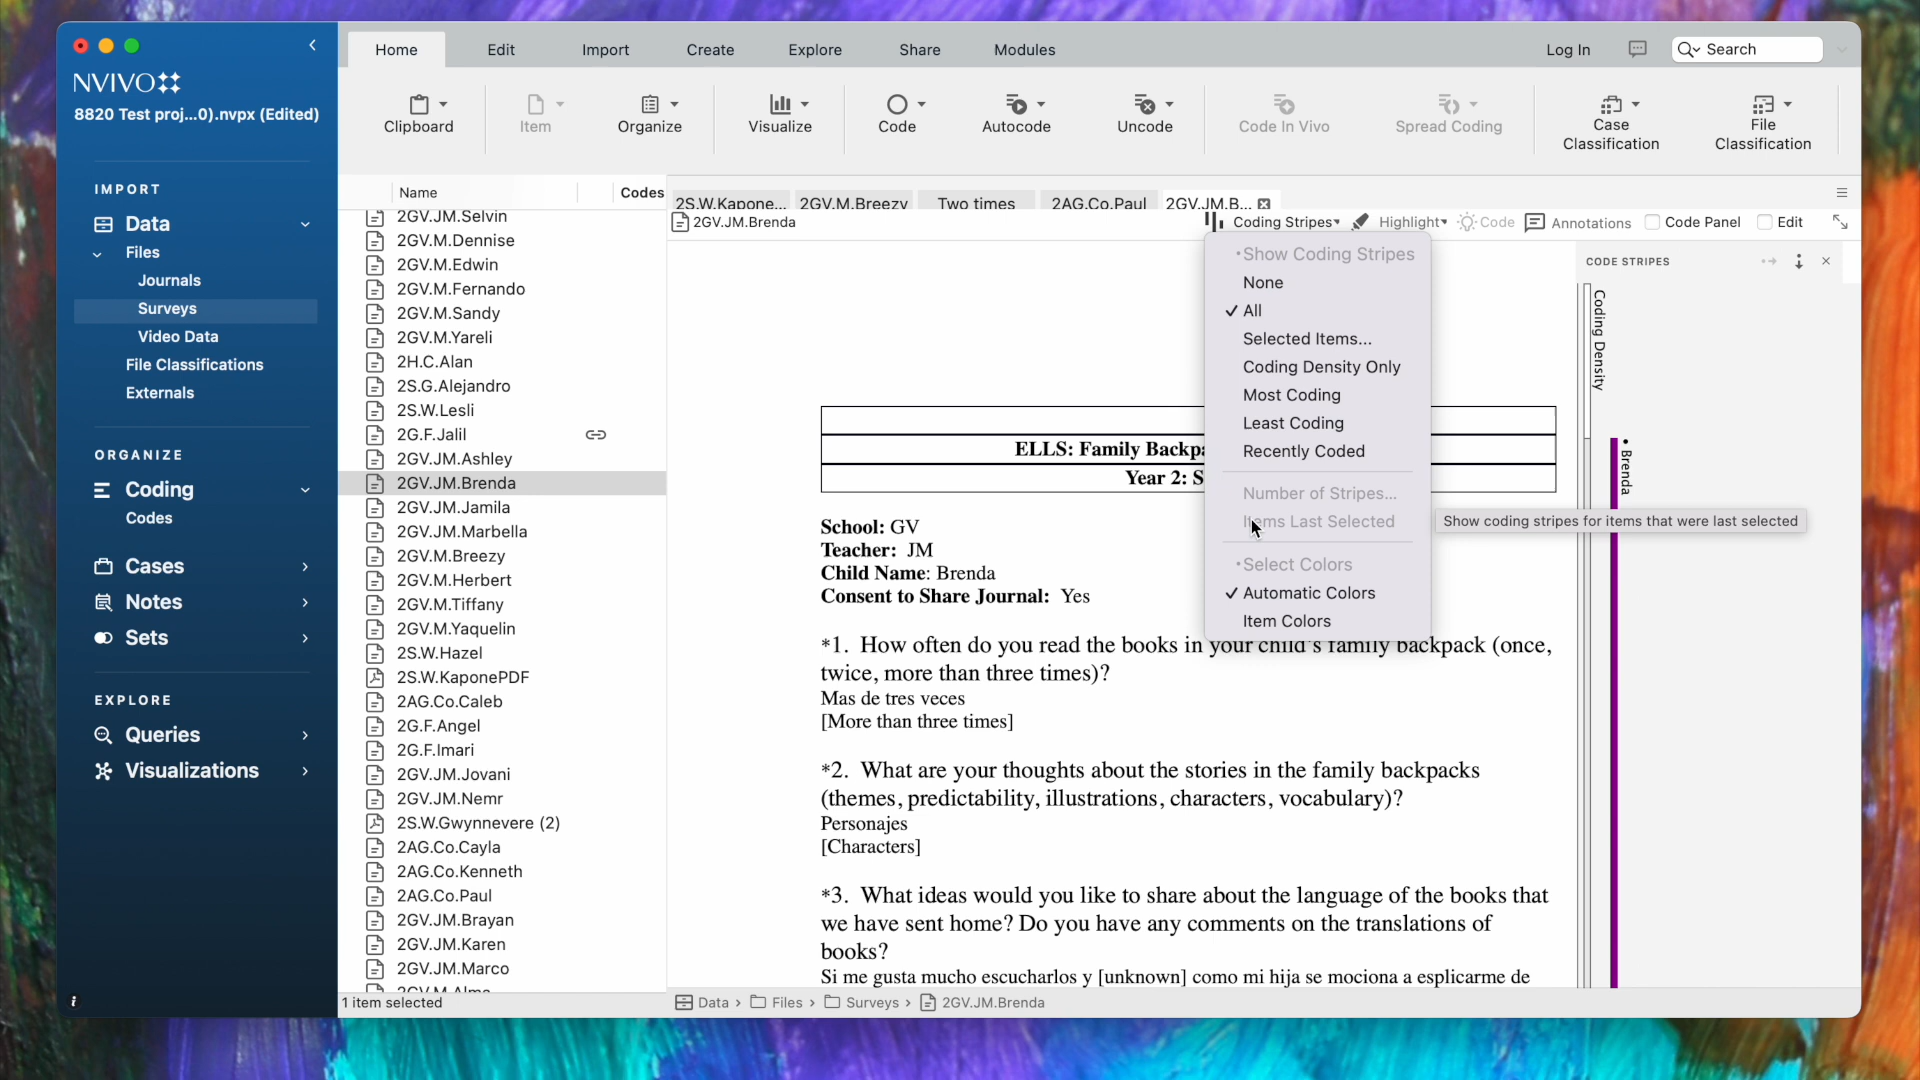 Home
Edit
Import
Create
Explore
Share
Modules
Log In
Search
NVIVO
8820 Test proj...0).nvpx (Edited)
Clipboard
Item
Organize
Visualize
Code
Autocode
Uncode
Code In Vivo
Spread Coding
Case
Classification
File
Classification
IMPORT
Data
Files
Journals
Surveys
Video Data
File Classifications
Externals
ORGANIZE
Coding
Codes
Cases
Notes
Sets
EXPLORE
Queries
Visualizations
Name
Codes
2GV.JM.Selvin
2GV.M.Dennise
2GV.M.Edwin
2GV.M.Fernando
2GV.M.Sandy
2GV.M.Yareli
2H.C.Alan
2S.G.Alejandro
2S.W.Lesli
2G.F.Jalil
2GV.JM.Ashley
2GV.JM.Brenda
2GV.JM.Jamila
2GV.JM.Marbella
2GV.M.Breezy
2GV.M.Herbert
2GV.M.Tiffany
2GV.M.Yaquelin
2S.W.Hazel
2S.W.KaponePDF
2AG.Co.Caleb
2G.F.Angel
2G.F.Imari
2GV.JM.Jovani
2GV.JM.Nemr
2S.W.Gwynnevere (2)
2AG.Co.Cayla
2AG.Co.Kenneth
2AG.Co.Paul
2GV.JM.Brayan
2GV.JM.Karen
2GV.JM.Marco
1 item selected
2S.W.Kapone...
2GV.M.Breezy
Two times
2AG.Co.Paul
2GV.JM.B...
2GV.JM.Brenda
Coding Stripes
Highlight
Code
Annotations
Code Panel
Edit
•Show Coding Stripes
None
✓ All
Selected Items...
Coding Density Only
Most Coding
Least Coding
Recently Coded
Number of Stripes...
Items Last Selected
•Select Colors
✓ Automatic Colors
Item Colors
Show coding stripes for items that were last selected
CODE STRIPES
Coding Density
• Brenda
ELLS: Family Backpa
Year 2: S
School: GV
Teacher: JM
Child Name: Brenda
Consent to Share Journal: Yes
*1. How often do you read the books in your child's family backpack (once,
twice, more than three times)?
Mas de tres veces
[More than three times]
*2. What are your thoughts about the stories in the family backpacks
(themes, predictability, illustrations, characters, vocabulary)?
Personajes
[Characters]
*3. What ideas would you like to share about the language of the books that
we have sent home? Do you have any comments on the translations of
books?
Si me gusta mucho escucharlos y [unknown] como mi hija se mociona a esplicarme de
Data › Files › Surveys › 2GV.JM.Brenda